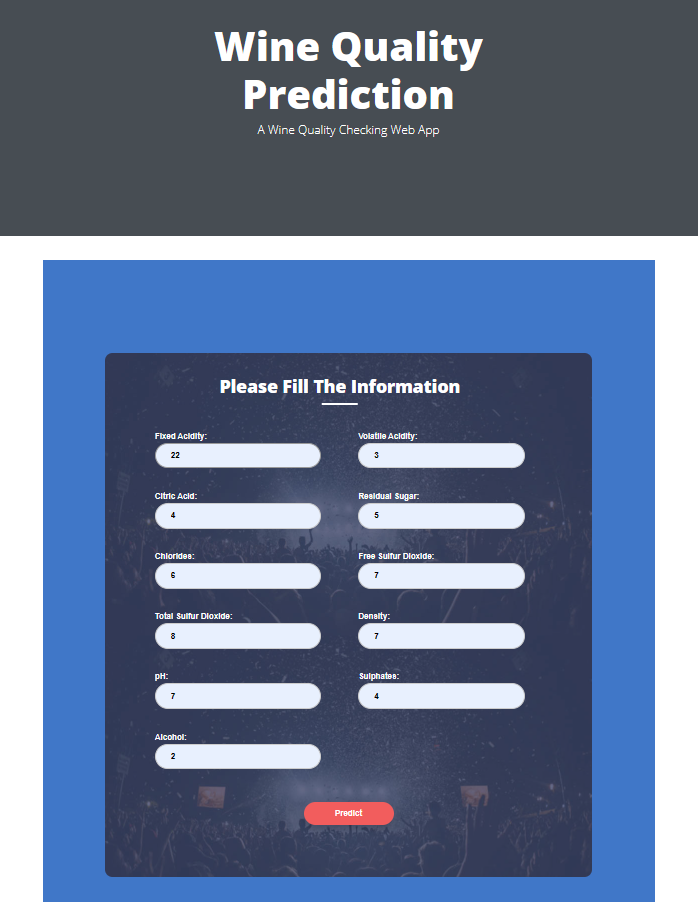 Wine Quality
Prediction
A Wine Quality Checking Web App
Please Fill The Information
Fixed Acidity:
Volatile Acidity:
22
3
Citric Acid:
Residual Sugar:
4
5
Chlorides:
Free Sulfur Dioxide:
6
7
Total Sulfur Dioxide:
Density:
8
7
pH:
Sulphates:
7
4
Alcohol:
2
Predict